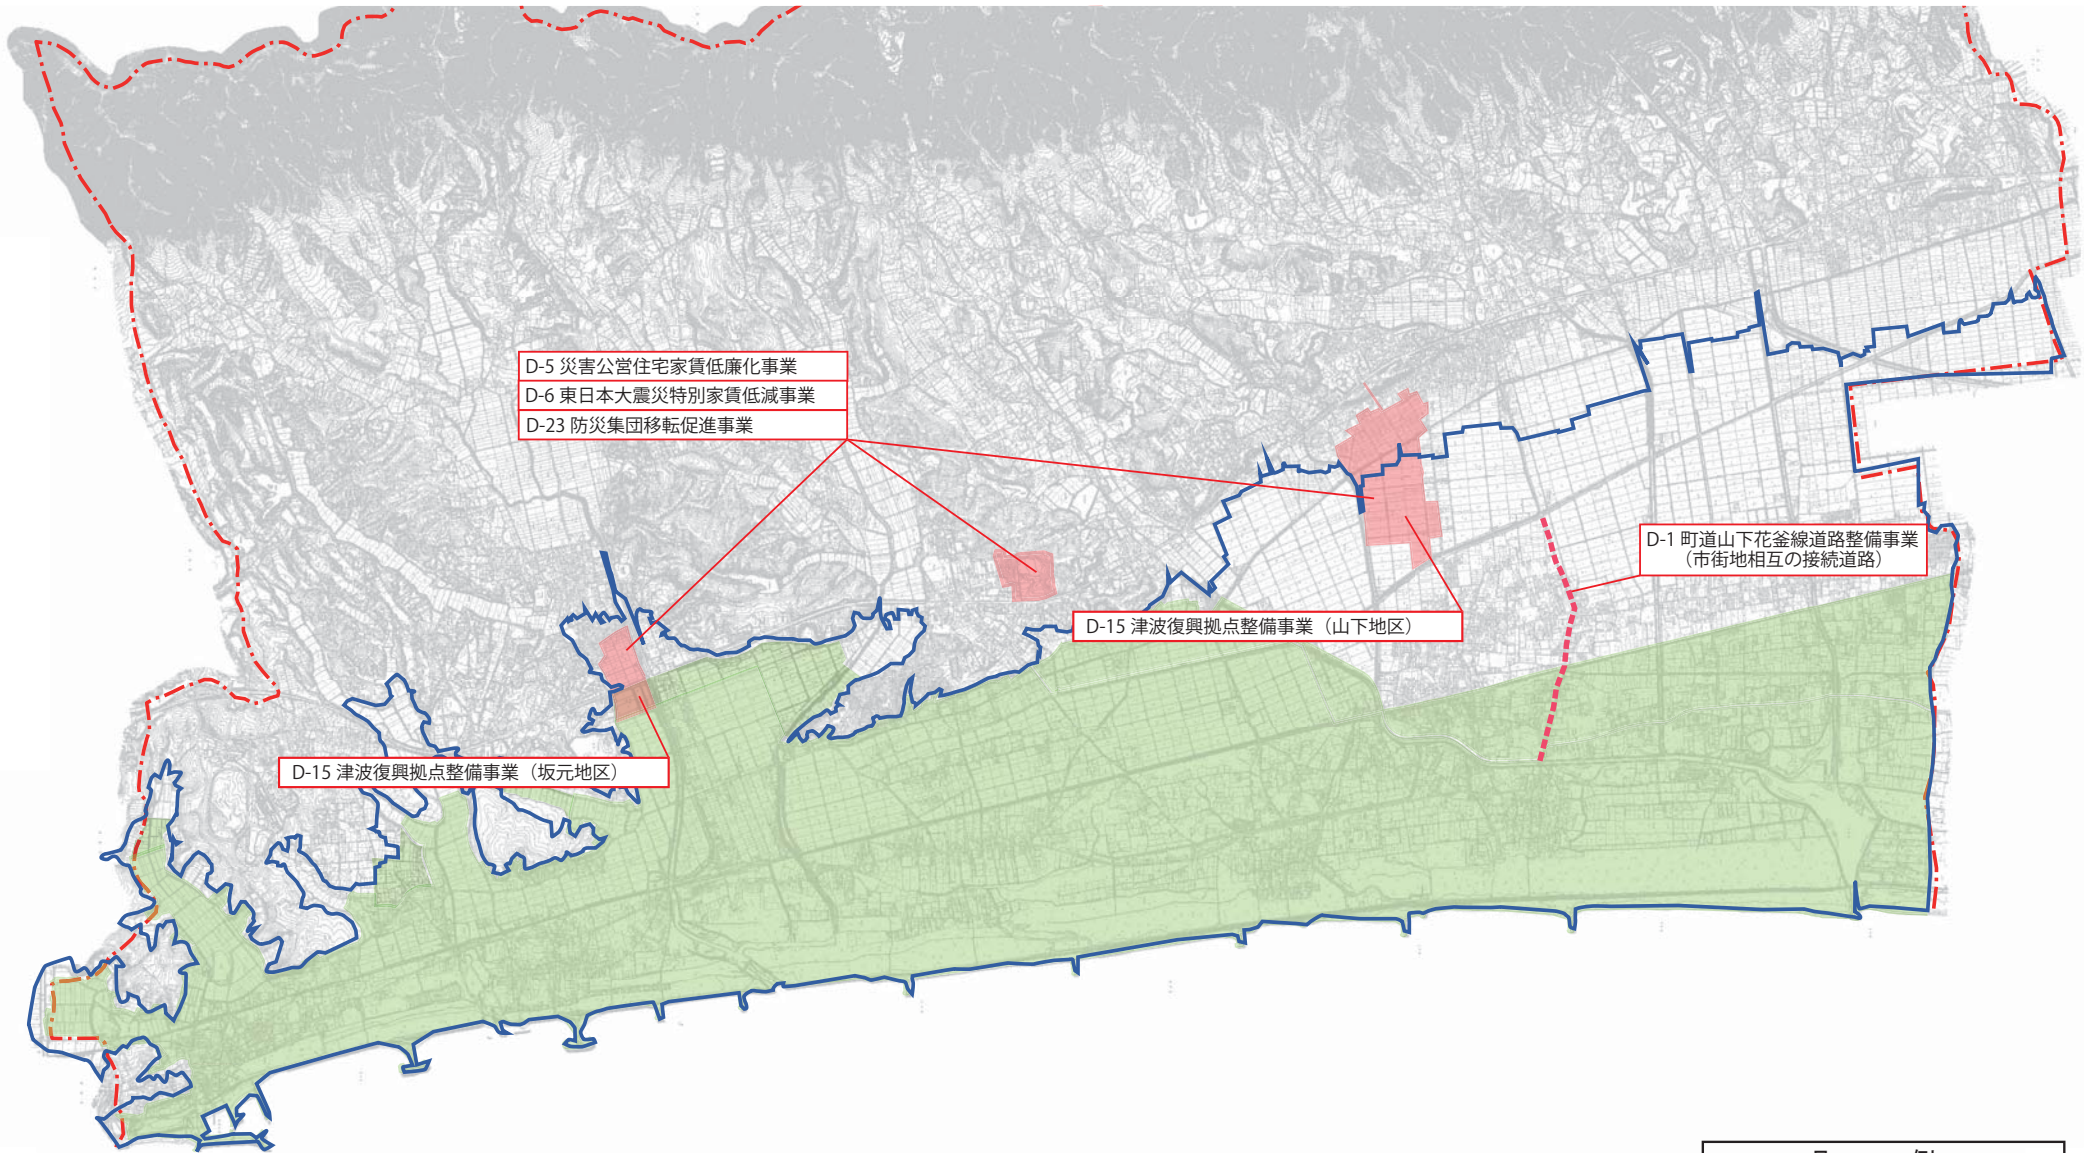 D-5 災害公営住宅家賃低廉化事業
D-6 東日本大震災特別家賃低減事業
D-23 防災集団移転促進事業
D-1 町道山下花釜線道路整備事業
（市街地相互の接続道路）
D-15 津波復興拠点整備事業（山下地区）
D-15 津波復興拠点整備事業（坂元地区）